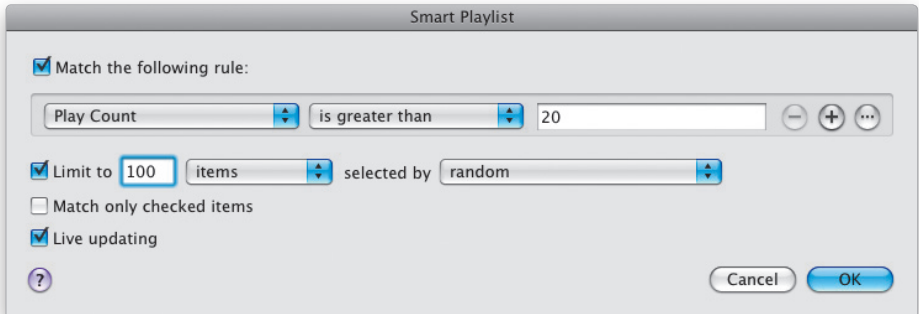 Smart Playlist
Match the following rule:
Play Count is greater than 20
Limit to 100 items selected by random
Match only checked items
Live updating
? Cancel OK